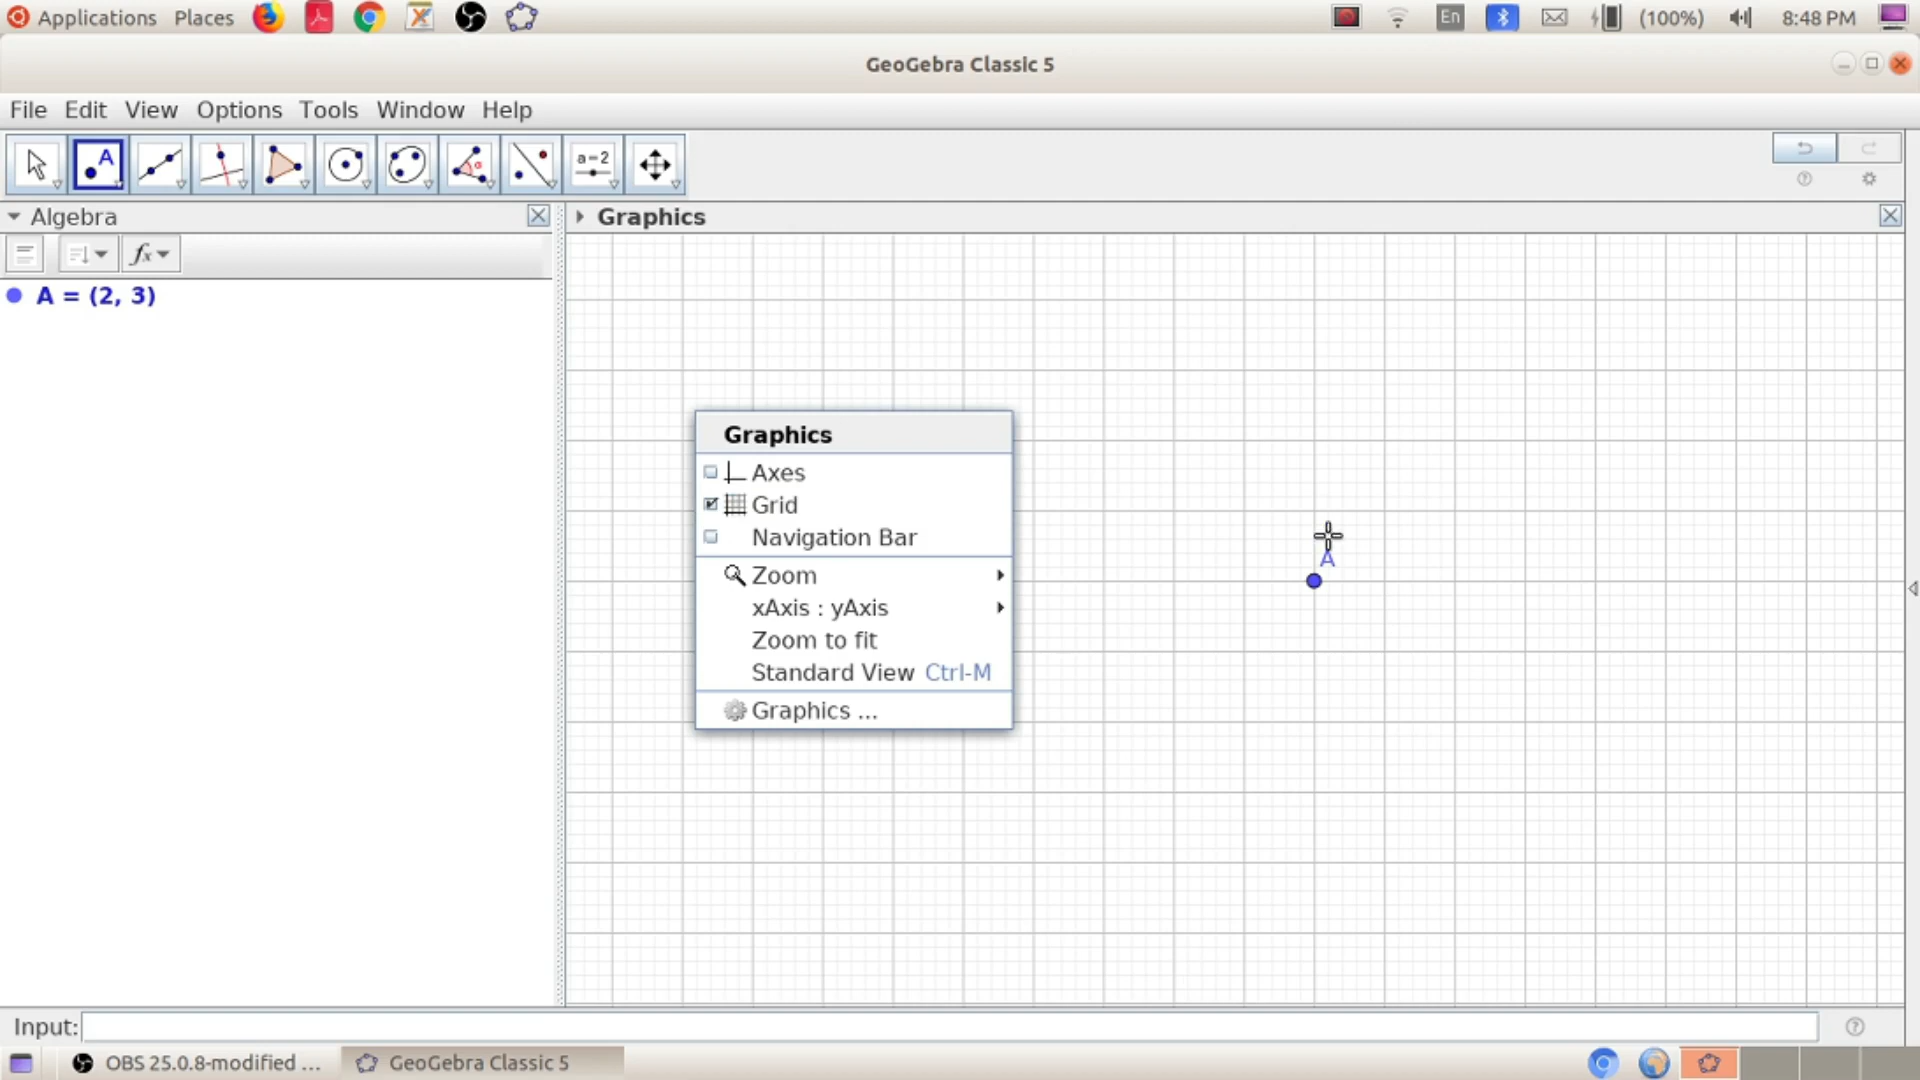 Applications Places En (100%) 8:48 PM
GeoGebra Classic 5
File Edit View Options Tools Window Help
A a=2
Algebra Graphics
fx
A = (2, 3)
Graphics
Axes
Grid
Navigation Bar
A
Zoom
xAxis : yAxis
Zoom to fit
Standard View Ctrl-M
Graphics ...
Input:
OBS 25.0.8-modified ... GeoGebra Classic 5